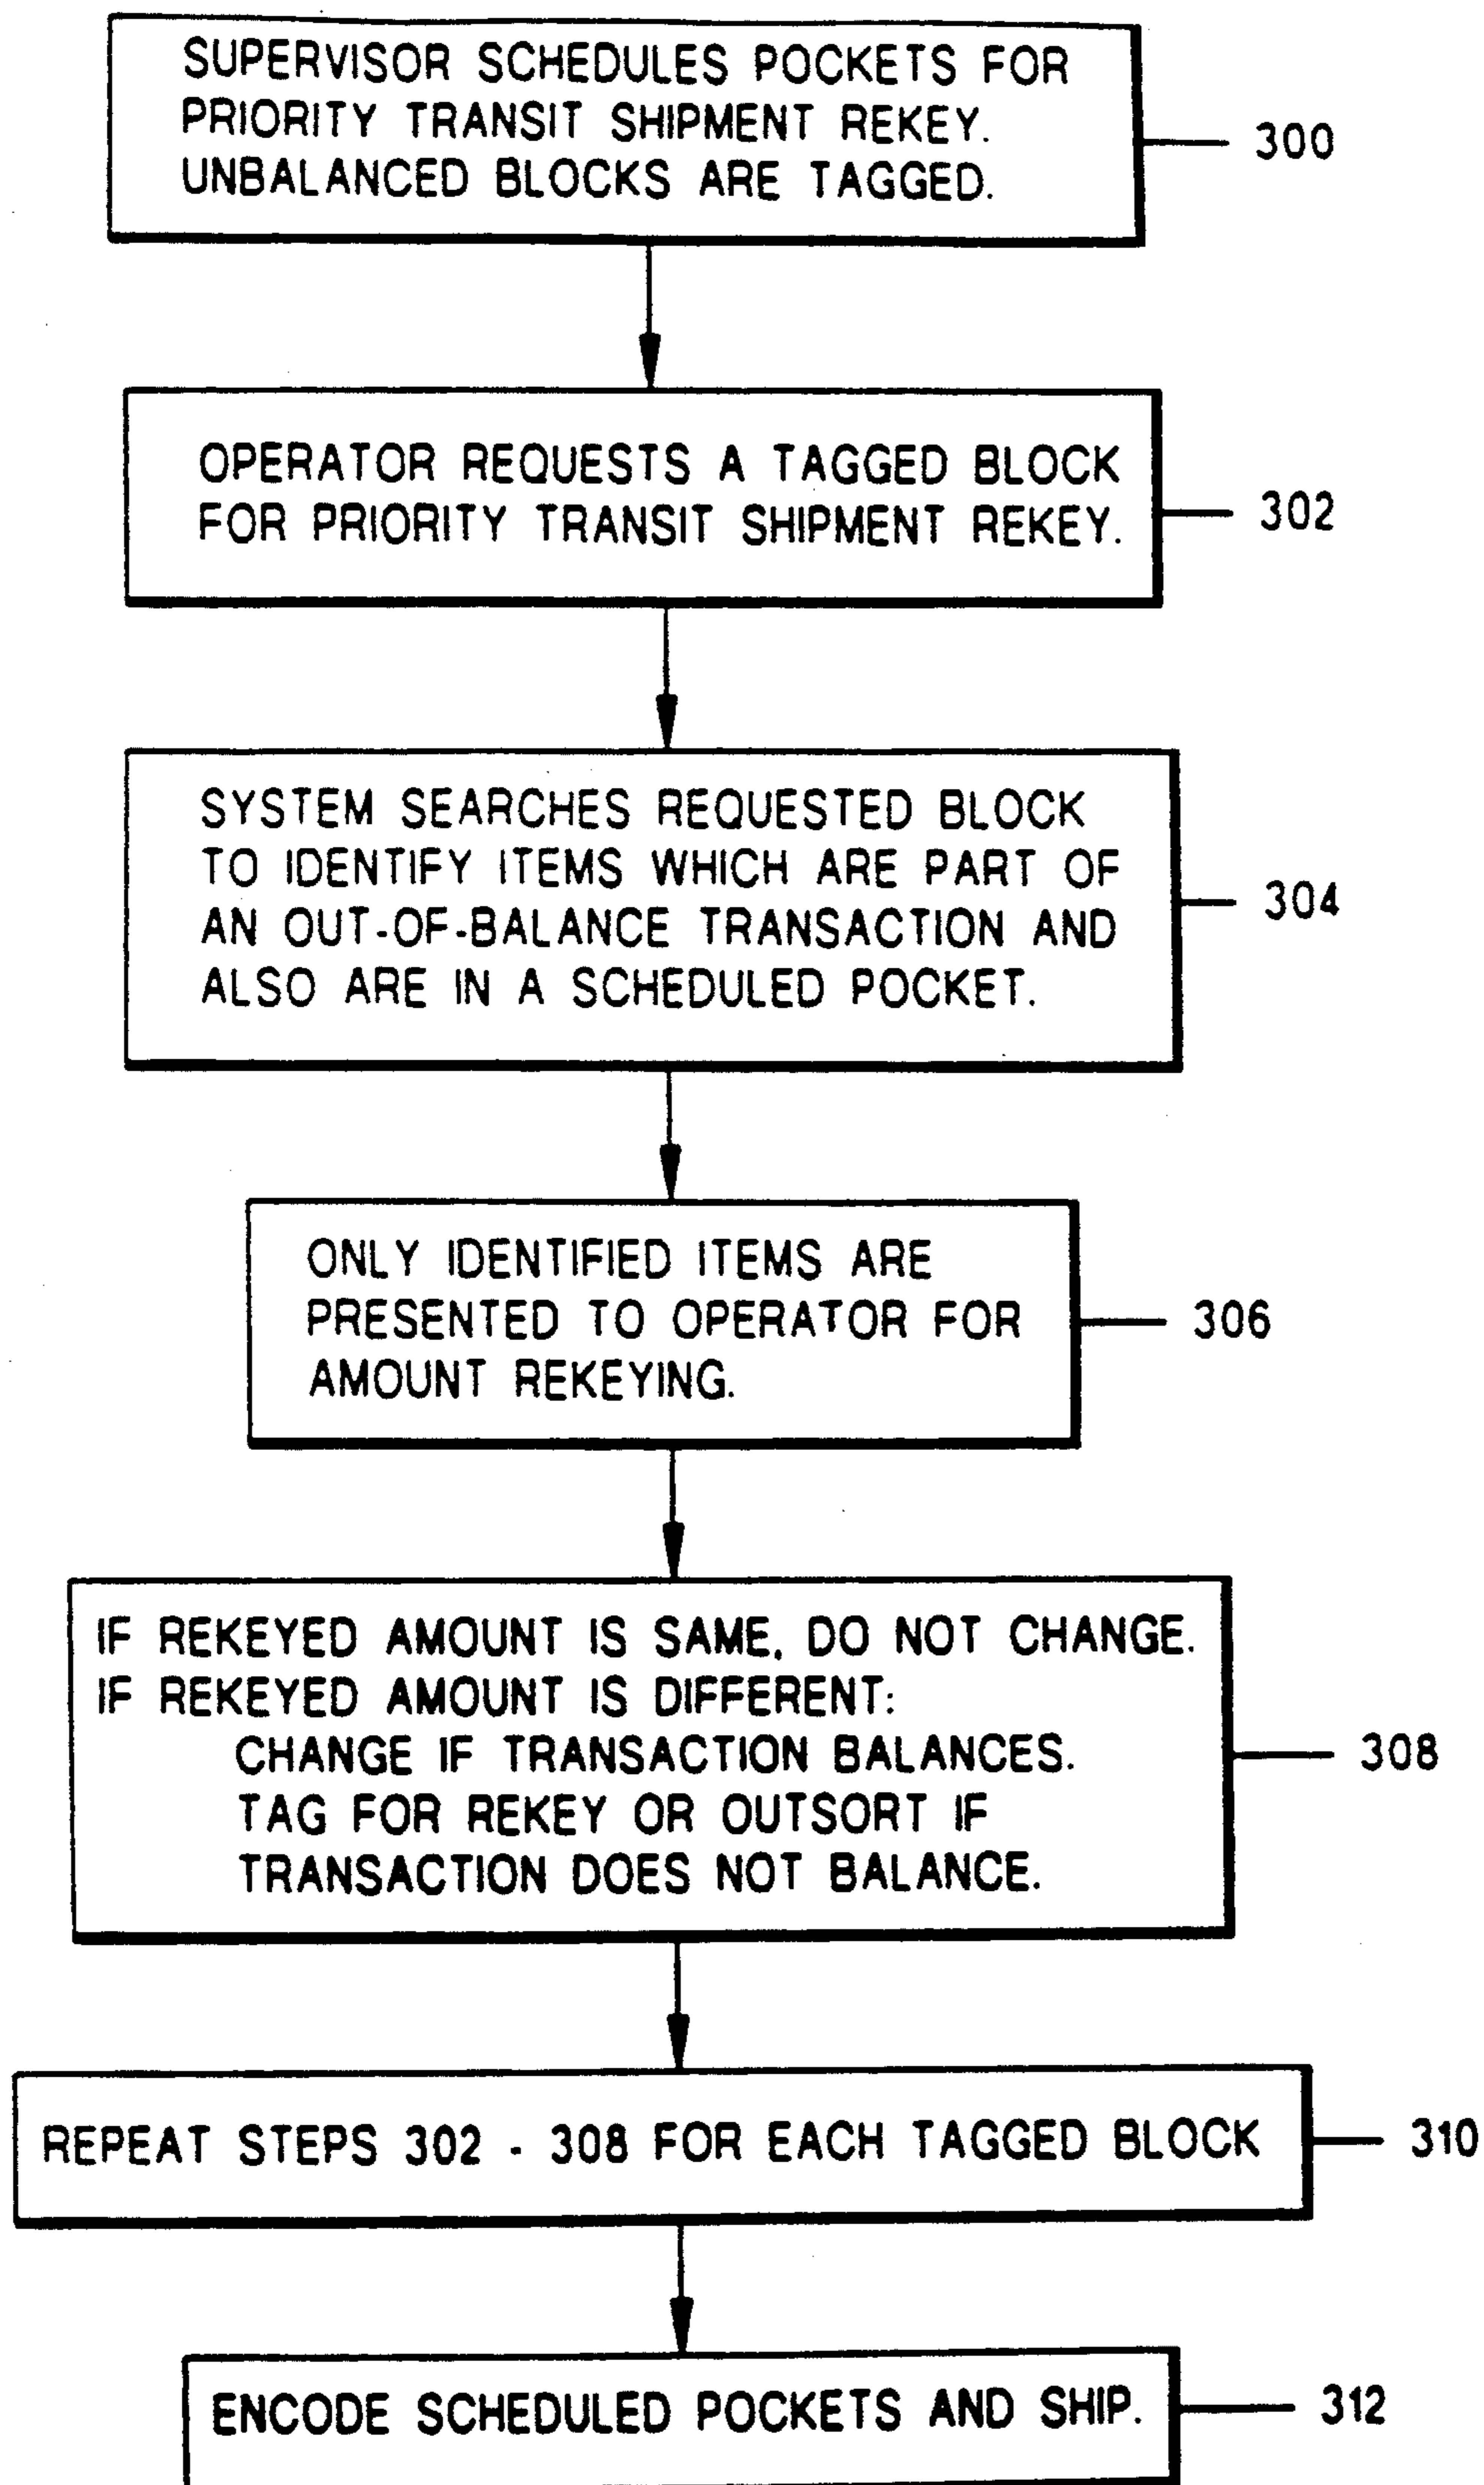 SUPERVISOR SCHEDULES POCKETS FOR
PRIORITY TRANSIT SHIPMENT REKEY.
UNBALANCED BLOCKS ARE TAGGED.
300
OPERATOR REQUESTS A TAGGED BLOCK
FOR PRIORITY TRANSIT SHIPMENT REKEY.
302
SYSTEM SEARCHES REQUESTED BLOCK
TO IDENTIFY ITEMS WHICH ARE PART OF
AN OUT-OF-BALANCE TRANSACTION AND
ALSO ARE IN A SCHEDULED POCKET.
304
ONLY IDENTIFIED ITEMS ARE
PRESENTED TO OPERATOR FOR
AMOUNT REKEYING.
306
IF REKEYED AMOUNT IS SAME, DO NOT CHANGE.
IF REKEYED AMOUNT IS DIFFERENT:
CHANGE IF TRANSACTION BALANCES.
TAG FOR REKEY OR OUTSORT IF
TRANSACTION DOES NOT BALANCE.
308
REPEAT STEPS 302 - 308 FOR EACH TAGGED BLOCK
310
ENCODE SCHEDULED POCKETS AND SHIP.
312